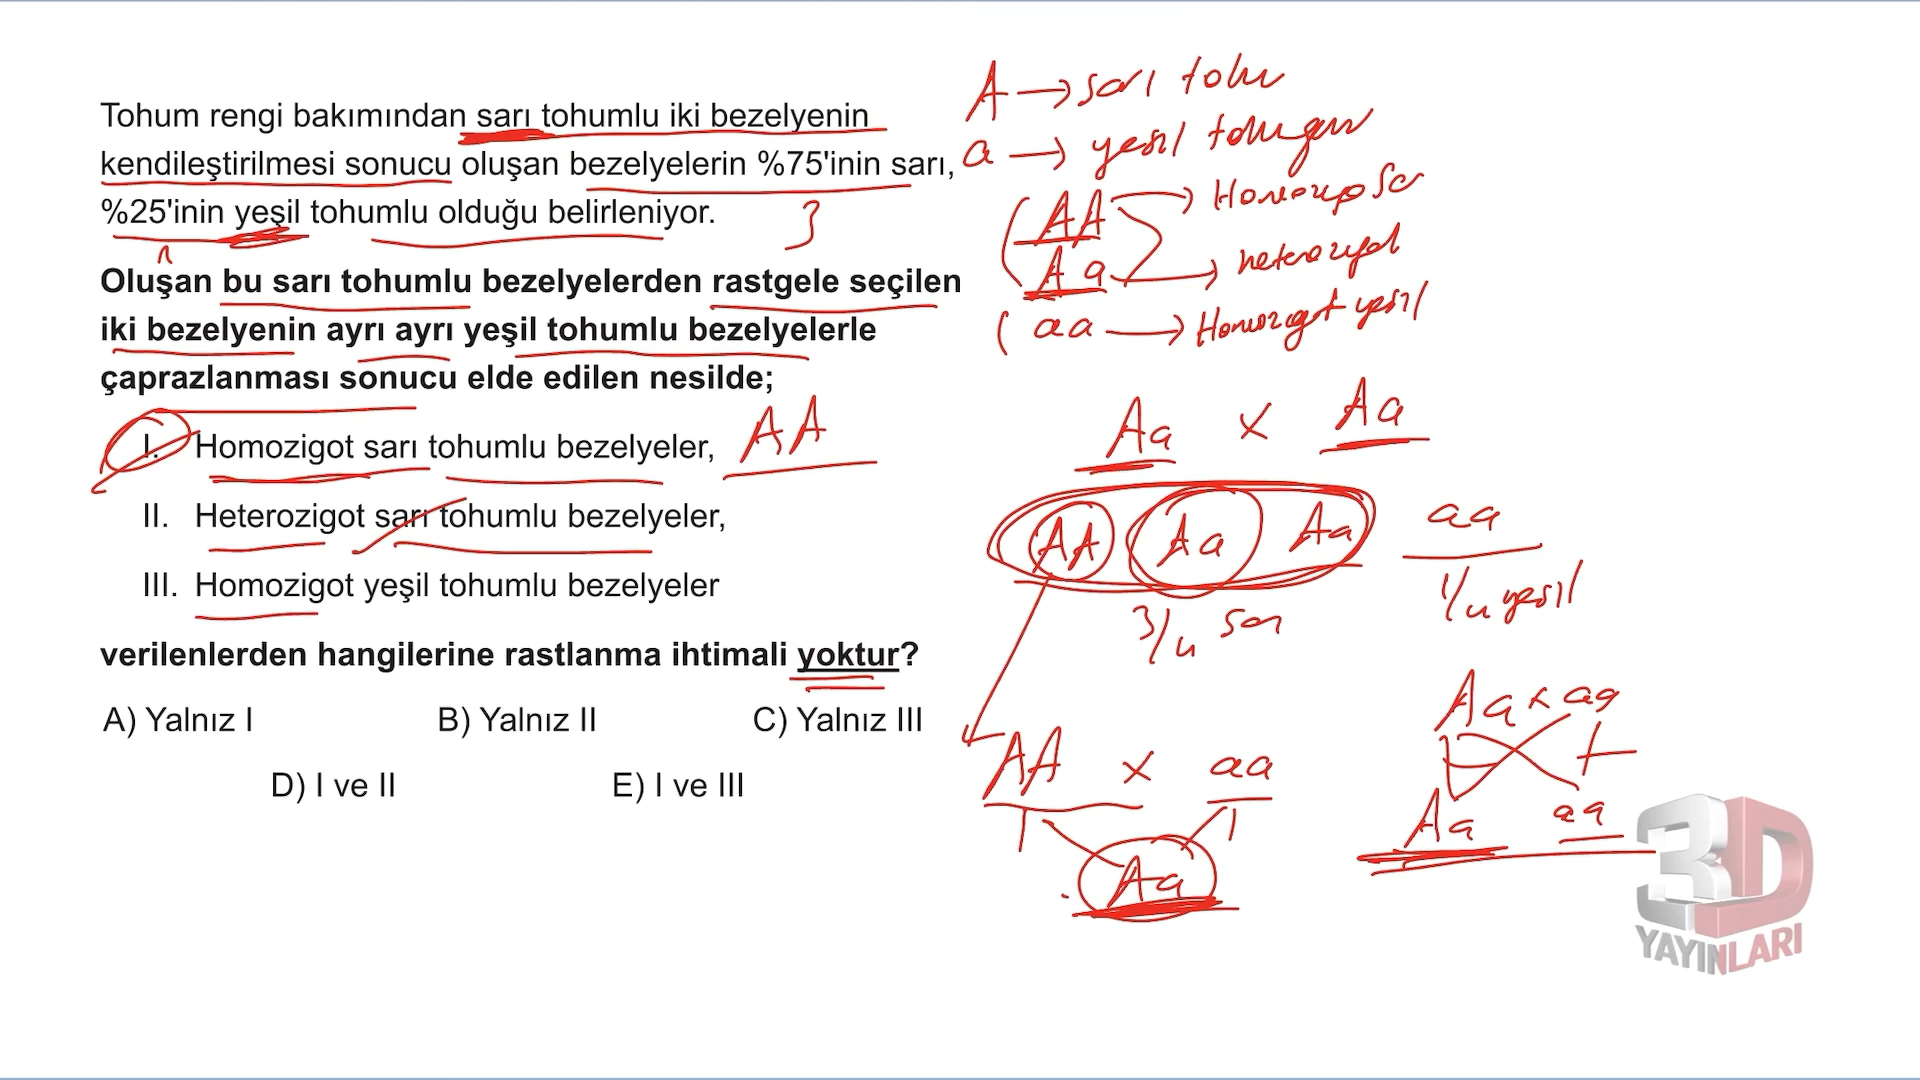 Tohum rengi bakımından sarı tohumlu iki bezelyenin
kendileştirilmesi sonucu oluşan bezelyelerin %75'inin sarı,
%25'inin yeşil tohumlu olduğu belirleniyor.
3
Oluşan bu sarı tohumlu bezelyelerden rastgele seçilen
iki bezelyenin ayrı ayrı yeşil tohumlu bezelyelerle
çaprazlanması sonucu elde edilen nesilde;
I. Homozigot sarı tohumlu bezelyeler, AA
II. Heterozigot sarı tohumlu bezelyeler,
III. Homozigot yeşil tohumlu bezelyeler
verilenlerden hangilerine rastlanma ihtimali yoktur?
A) Yalnız I B) Yalnız II C) Yalnız III
D) I ve II E) I ve III
A → sarı tohu
a → yeşil
AA →
Aa →
aa → Homozigot yeşil
Aa x Aa
AA Aa Aa aa
3/4 1/4 yeşil
AA x aa
Aa
Aa x aa
Aa aa
3D
YAYINLARI